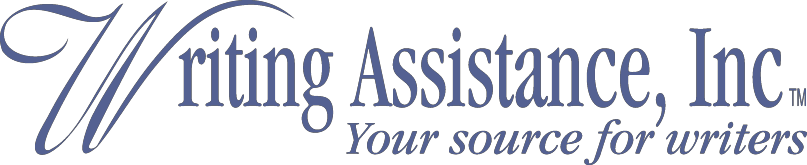 Writing Assistance, Inc™
Your source for writers